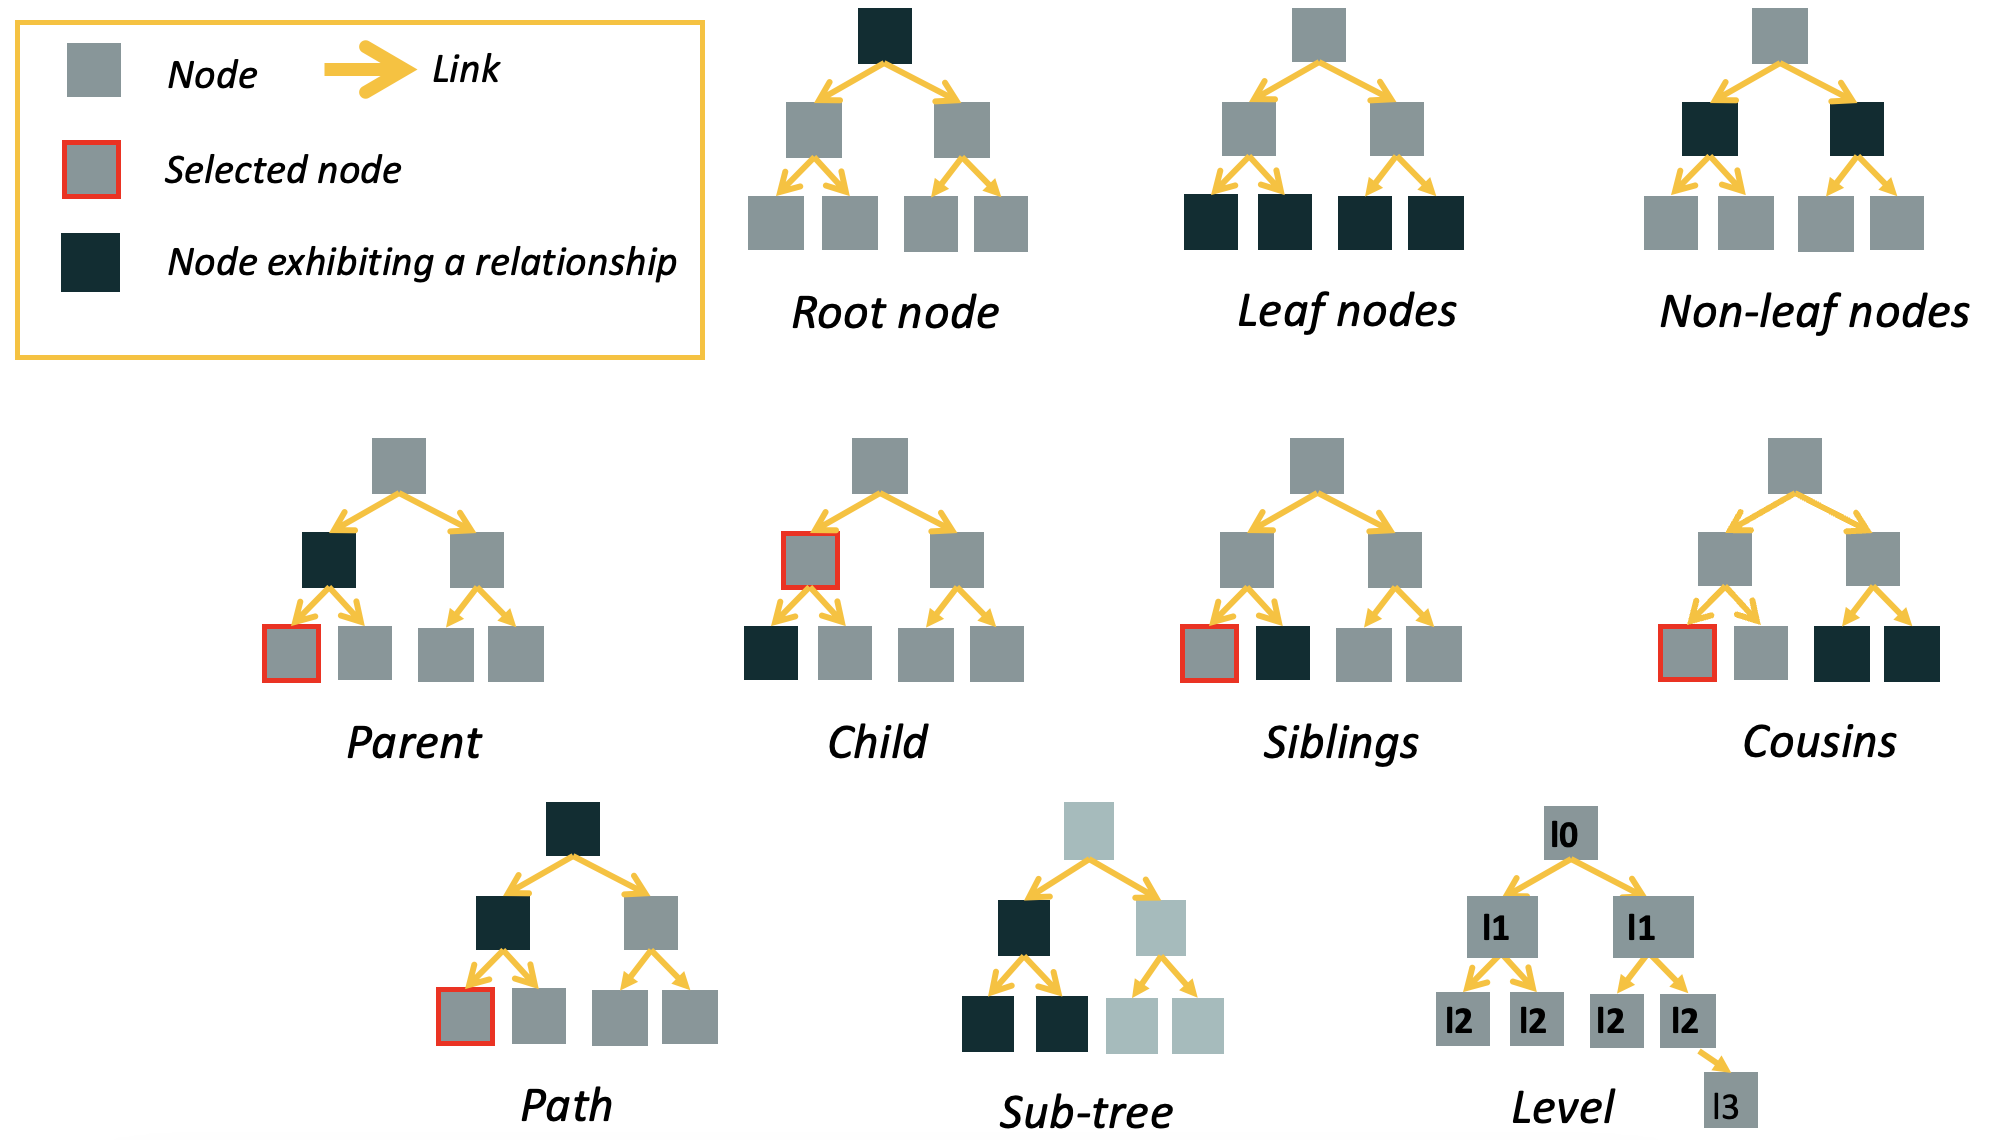 Node
Link
Selected node
Node exhibiting a relationship
Root node
Leaf nodes
Non-leaf nodes
Parent
Child
Siblings
Cousins
l0
l1
l1
l2
l2
l2
l2
l3
Path
Sub-tree
Level